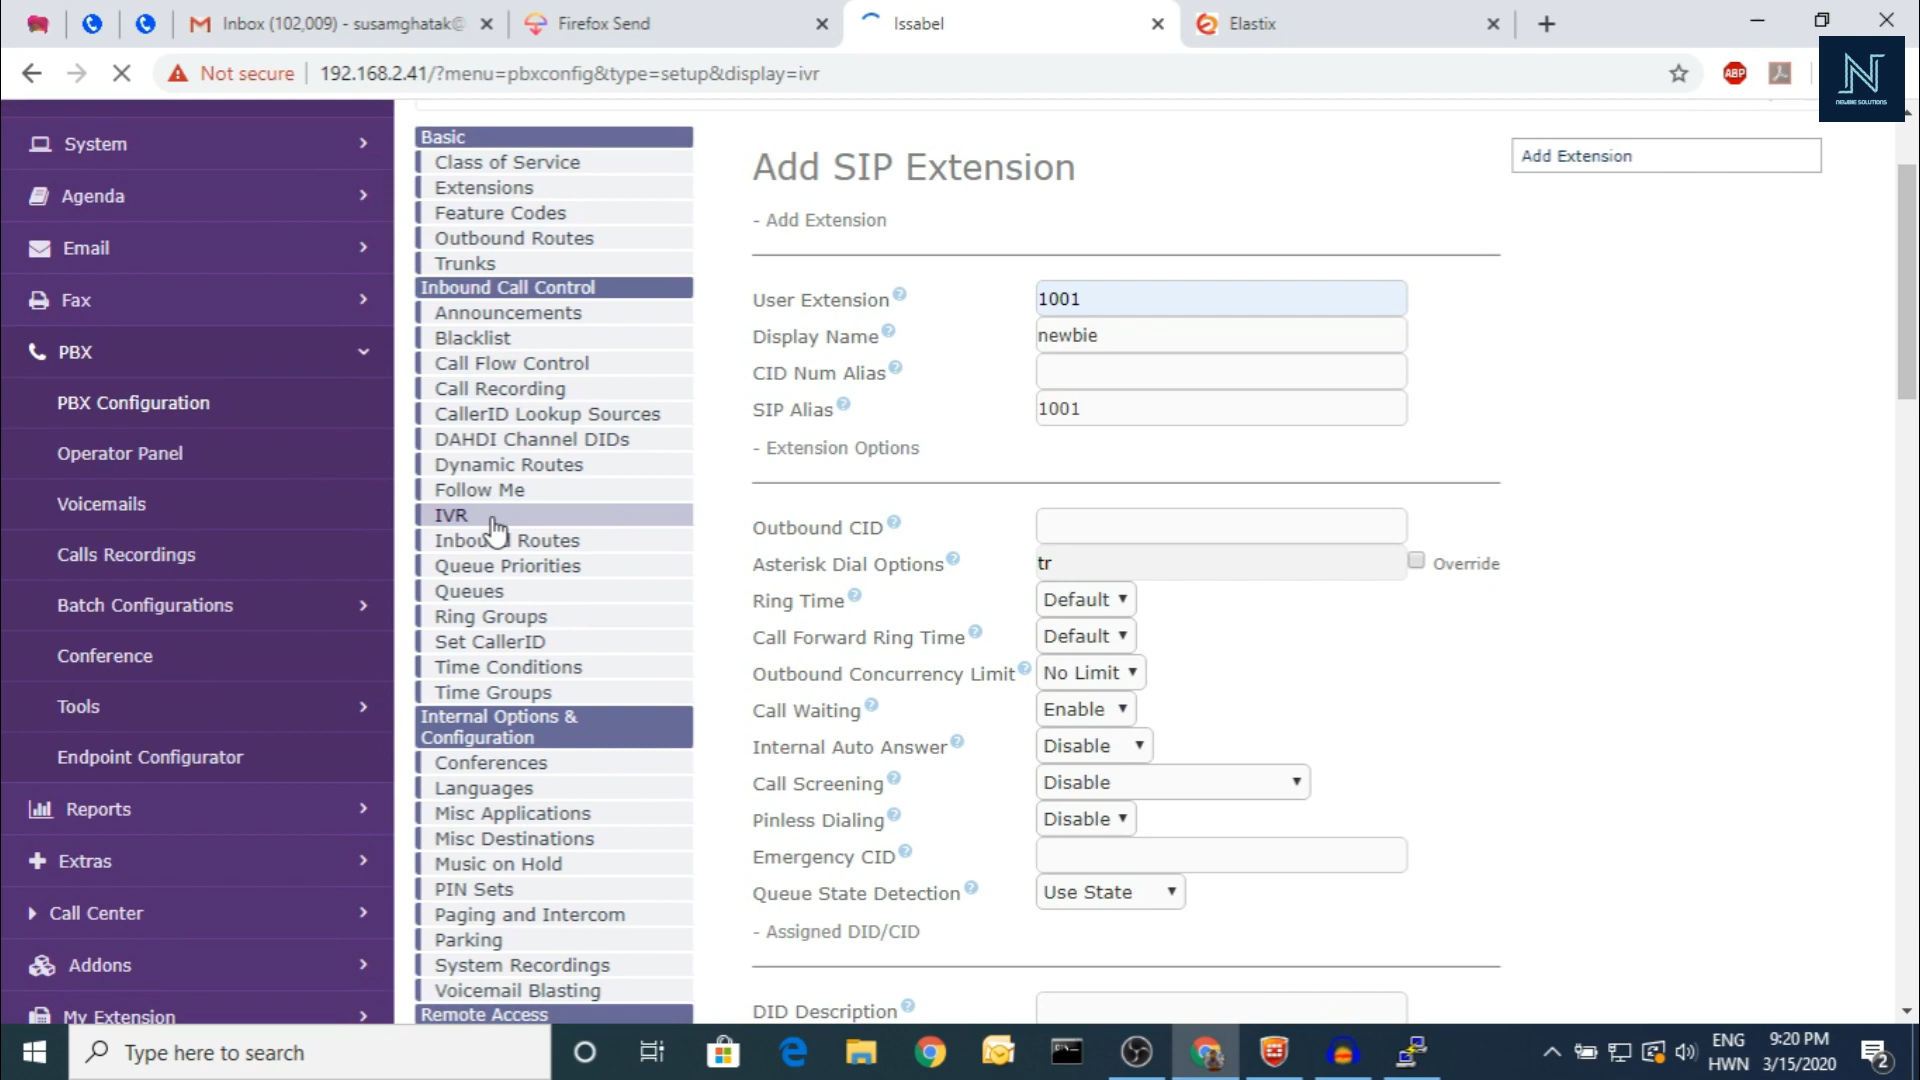 Inbox (102,009) - susamghatak@
Firefox Send
Issabel
Elastix
Not secure
192.168.2.41/?menu=pbxconfig&type=setup&display=ivr
ABP
NEWBIE SOLUTIONS
System
Agenda
Email
Fax
PBX
PBX Configuration
Operator Panel
Voicemails
Calls Recordings
Batch Configurations
Conference
Tools
Endpoint Configurator
Reports
Extras
Call Center
Addons
My Extension
Basic
Class of Service
Extensions
Feature Codes
Outbound Routes
Trunks
Inbound Call Control
Announcements
Blacklist
Call Flow Control
Call Recording
CallerID Lookup Sources
DAHDI Channel DIDs
Dynamic Routes
Follow Me
IVR
Inbound Routes
Queue Priorities
Queues
Ring Groups
Set CallerID
Time Conditions
Time Groups
Internal Options &
Configuration
Conferences
Languages
Misc Applications
Misc Destinations
Music on Hold
PIN Sets
Paging and Intercom
Parking
System Recordings
Voicemail Blasting
Remote Access
Add SIP Extension
- Add Extension
User Extension 1001
Display Name newbie
CID Num Alias
SIP Alias 1001
- Extension Options
Outbound CID
Asterisk Dial Options tr Override
Ring Time Default
Call Forward Ring Time Default
Outbound Concurrency Limit No Limit
Call Waiting Enable
Internal Auto Answer Disable
Call Screening Disable
Pinless Dialing Disable
Emergency CID
Queue State Detection Use State
- Assigned DID/CID
DID Description
Add Extension
Type here to search
ENG
HWN
9:20 PM
3/15/2020
2